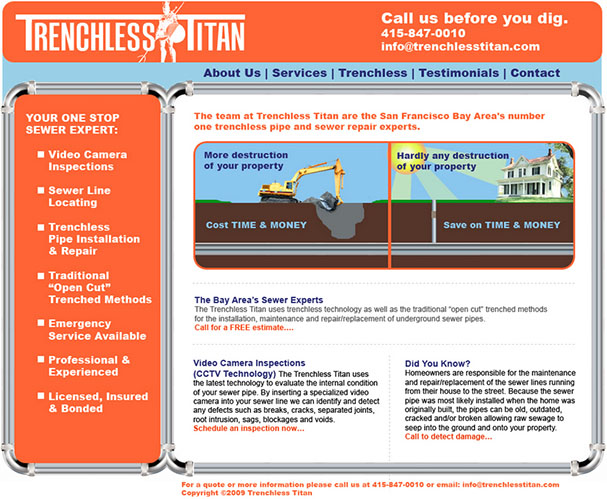 TRENCHLESS TITAN
Call us before you dig.
415-847-0010
info@trenchlesstitan.com
About Us | Services | Trenchless | Testimonials | Contact
YOUR ONE STOP
SEWER EXPERT:
Video Camera
Inspections
Sewer Line
Locating
Trenchless
Pipe Installation
& Repair
Traditional
"Open Cut"
Trenched Methods
Emergency
Service Available
Professional &
Experienced
Licensed, Insured
& Bonded
The team at Trenchless Titan are the San Francisco Bay Area's number
one trenchless pipe and sewer repair experts.
More destruction
of your property
Cost TIME & MONEY
Hardly any destruction
of your property
Save on TIME & MONEY
The Bay Area's Sewer Experts
The Trenchless Titan uses trenchless technology as well as the traditional "open cut" trenched methods
for the installation, maintenance and repair/replacement of underground sewer pipes.
Call for a FREE estimate....
Video Camera Inspections
(CCTV Technology) The Trenchless Titan uses
the latest technology to evaluate the internal condition
of your sewer pipe. By inserting a specialized video
camera into your sewer line we can identify and detect
any defects such as breaks, cracks, separated joints,
root intrusion, sags, blockages and voids.
Schedule an inspection now...
Did You Know?
Homeowners are responsible for the maintenance
and repair/replacement of the sewer lines running
from their house to the street. Because the sewer
pipe was most likely installed when the home was
originally built, the pipes can be old, outdated,
cracked and/or broken allowing raw sewage to
seep into the ground and onto your property.
Call to detect damage...
For a quote or more information please call us at 415-847-0010 or email: info@trenchlesstitan.com
Copyright ©2009 Trenchless Titan